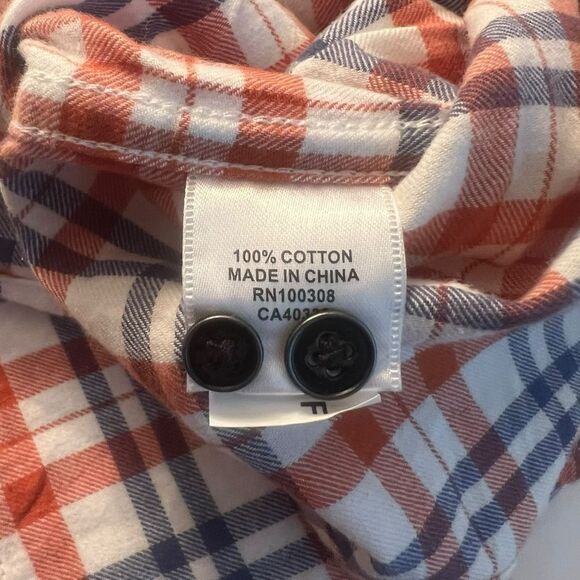 100% COTTON
MADE IN CHINA
RN100308
F